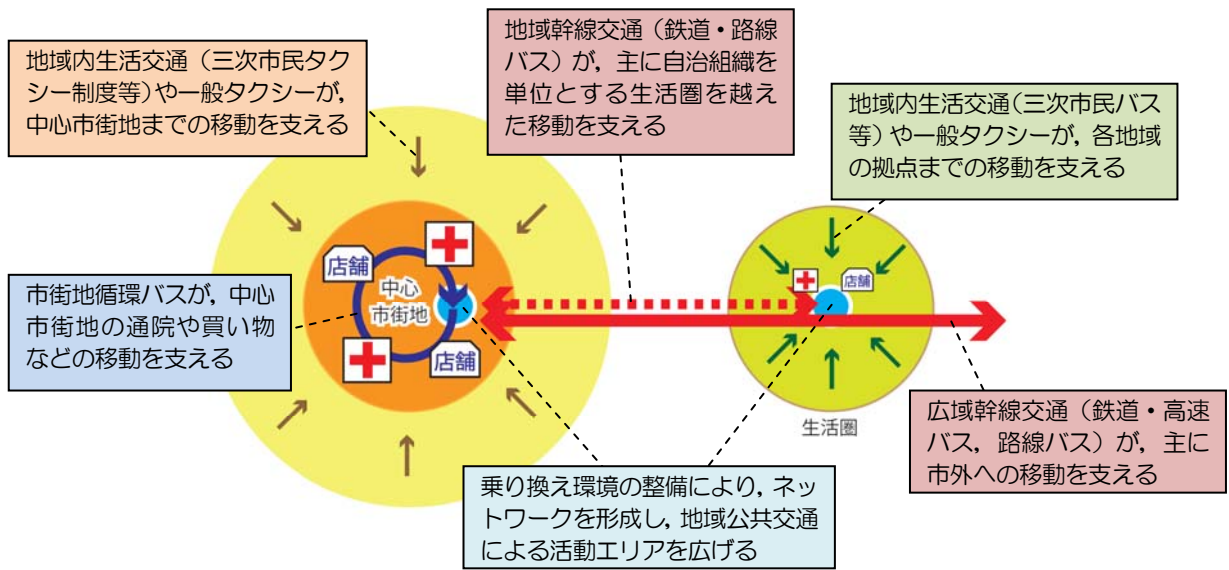 地域内生活交通（三次市民タク
シー制度等）や一般タクシーが，
中心市街地までの移動を支える
地域幹線交通（鉄道・路線
バス）が，主に自治組織を
単位とする生活圏を越え
た移動を支える
地域内生活交通（三次市民バス
等）や一般タクシーが，各地域
の拠点までの移動を支える
市街地循環バスが，中心
市街地の通院や買い物
などの移動を支える
店舗
中心
市街地
店舗
店舗
生活圏
広域幹線交通（鉄道・高速
バス，路線バス）が，主に
市外への移動を支える
乗り換え環境の整備により，ネッ
トワークを形成し，地域公共交通
による活動エリアを広げる